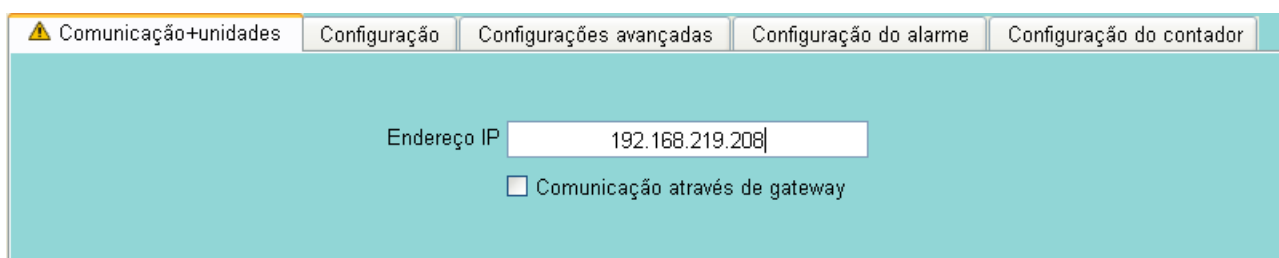 Comunicação+unidades Configuração Configurações avançadas Configuração do alarme Configuração do contador
Endereço IP 192.168.219.208
Comunicação através de gateway